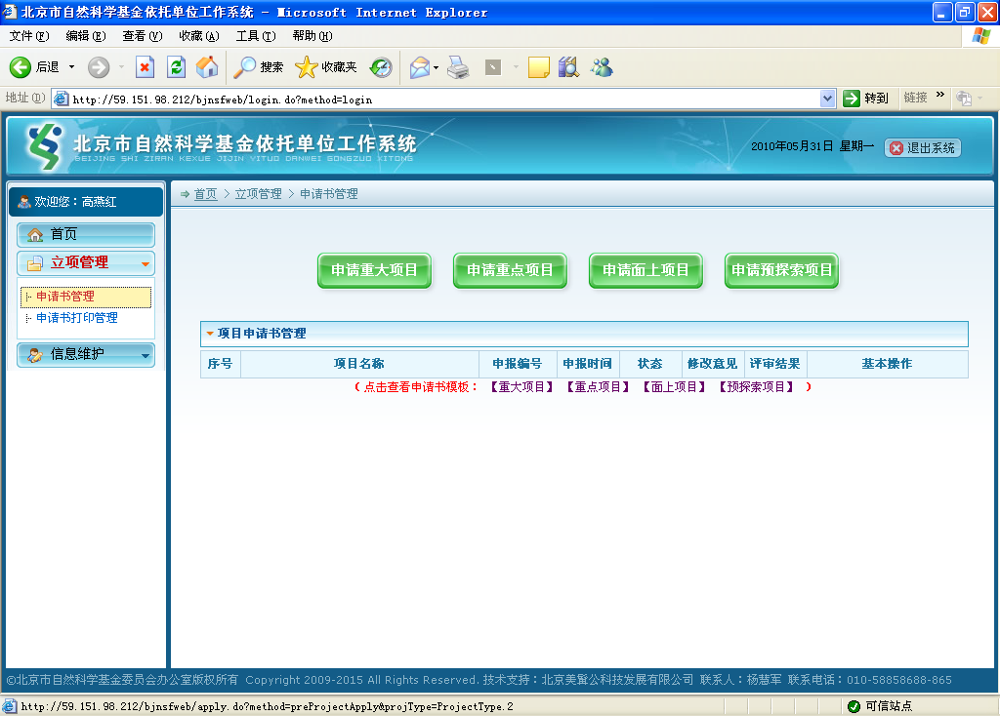 北京市自然科学基金依托单位工作系统 - Microsoft Internet Explorer
文件(F) 编辑(E) 查看(V) 收藏(A) 工具(T) 帮助(H)
后退 搜索 收藏夹
地址(D) http://59.151.98.212/bjnsfweb/login.do?method=login 转到 链接 »
北京市自然科学基金依托单位工作系统
BEIJING SHI ZIRAN KEXUE JIJIN YITUO DANWEI GONGZUO XITONG
2010年05月31日 星期一 退出系统
欢迎您：高燕红
首页 > 立项管理 > 申请书管理
首页
立项管理
申请书管理
申请书打印管理
信息维护
申请重大项目 申请重点项目 申请面上项目 申请预探索项目
项目申请书管理
序号 项目名称 申报编号 申报时间 状态 修改意见 评审结果 基本操作
（点击查看申请书模板：【重大项目】 【重点项目】 【面上项目】 【预探索项目】 ）
©北京市自然科学基金委员会办公室版权所有 Copyright 2009-2015 All Rights Reserved. 技术支持：北京美髯公科技发展有限公司 联系人：杨慧军 联系电话：010-58858688-865
http://59.151.98.212/bjnsfweb/apply.do?method=preProjectApply&projType=ProjectType.2 可信站点